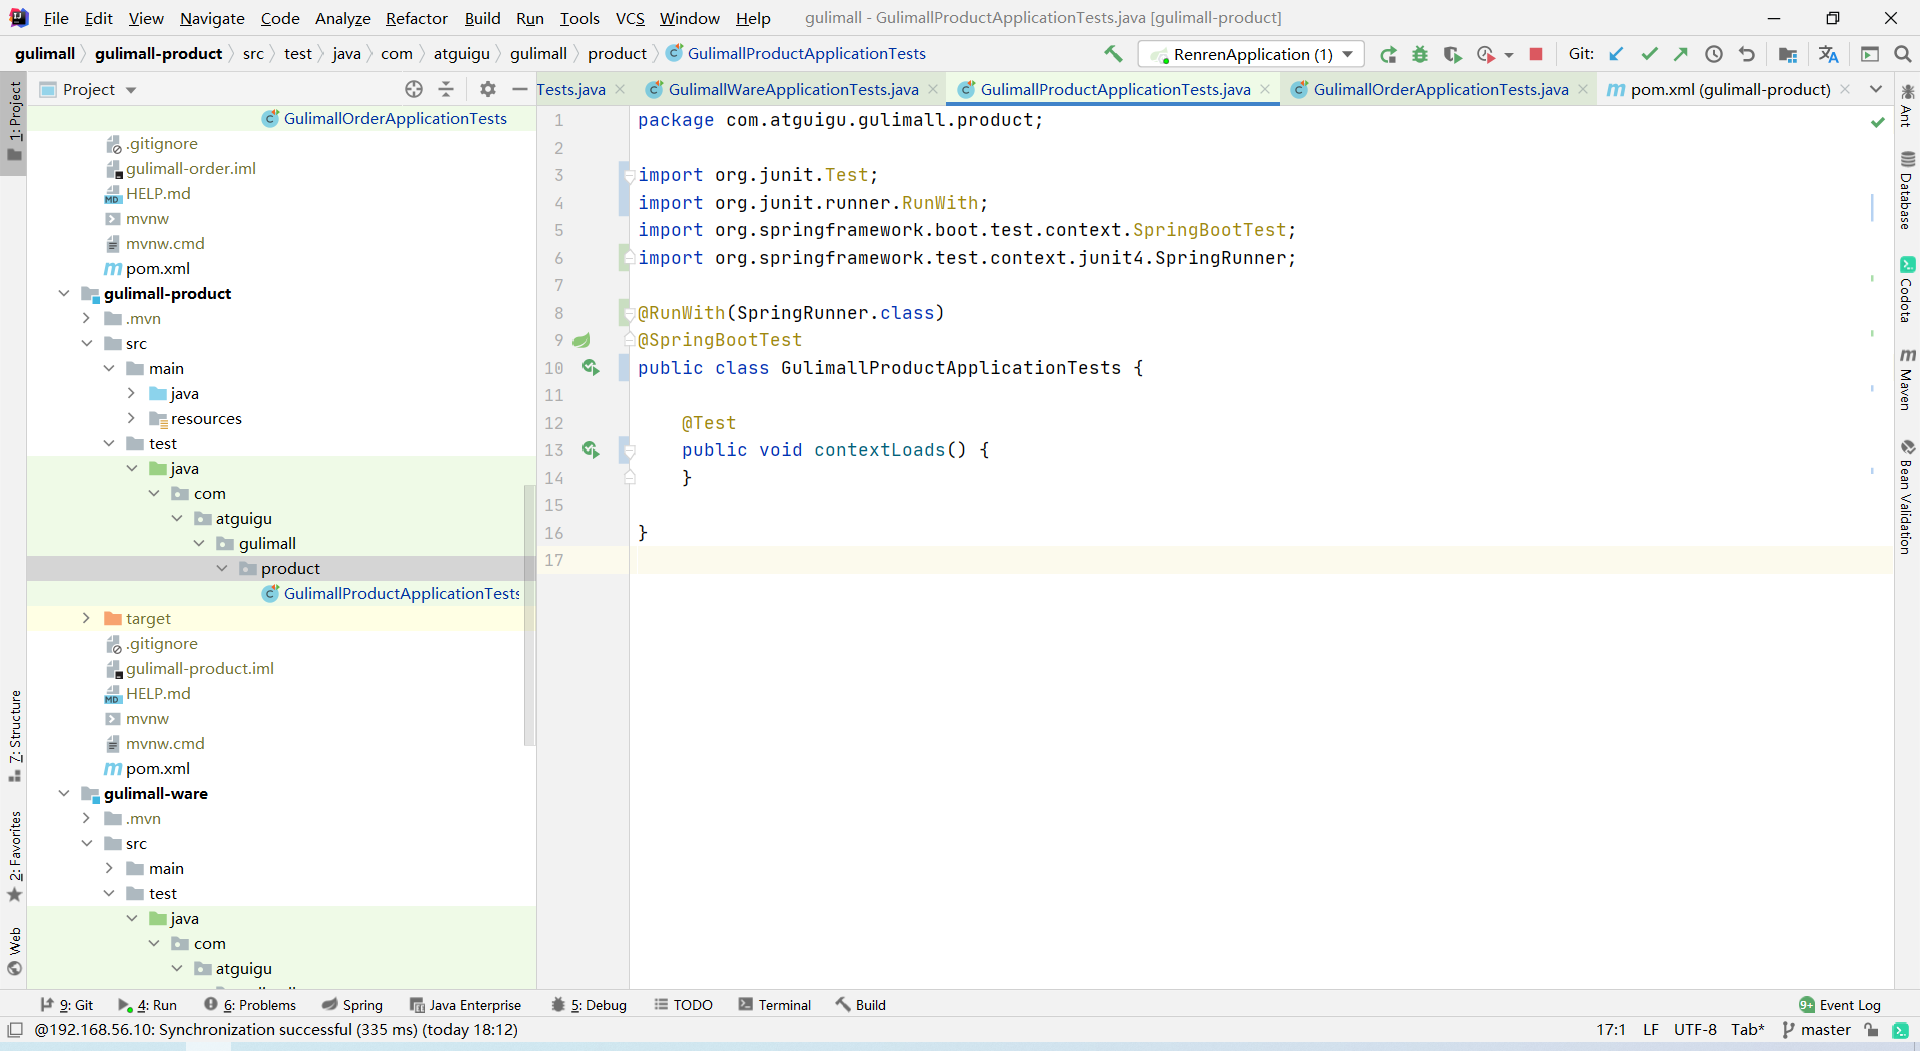 File Edit View Navigate Code Analyze Refactor Build Run Tools VCS Window Help gulimall - GulimallProductApplicationTests.java [gulimall-product]
gulimall gulimall-product src test java com atguigu gulimall product GulimallProductApplicationTests RenrenApplication (1) Git:
Project
Tests.java GulimallWareApplicationTests.java GulimallProductApplicationTests.java GulimallOrderApplicationTests.java pom.xml (gulimall-product)
1: Project
7: Structure
2: Favorites
Web
GulimallOrderApplicationTests
.gitignore
gulimall-order.iml
HELP.md
mvnw
mvnw.cmd
pom.xml
gulimall-product
.mvn
src
main
java
resources
test
java
com
atguigu
gulimall
product
GulimallProductApplicationTests
target
.gitignore
gulimall-product.iml
HELP.md
mvnw
mvnw.cmd
pom.xml
gulimall-ware
.mvn
src
main
test
java
com
atguigu
1 package com.atguigu.gulimall.product;
2
3 import org.junit.Test;
4 import org.junit.runner.RunWith;
5 import org.springframework.boot.test.context.SpringBootTest;
6 import org.springframework.test.context.junit4.SpringRunner;
7
8 @RunWith(SpringRunner.class)
9 @SpringBootTest
10 public class GulimallProductApplicationTests {
11
12 @Test
13 public void contextLoads() {
14 }
15
16 }
17
Ant
Database
Codota
Maven
Bean Validation
9: Git 4: Run 6: Problems Spring Java Enterprise 5: Debug TODO Terminal Build 9+ Event Log
@192.168.56.10: Synchronization successful (335 ms) (today 18:12) 17:1 LF UTF-8 Tab* master